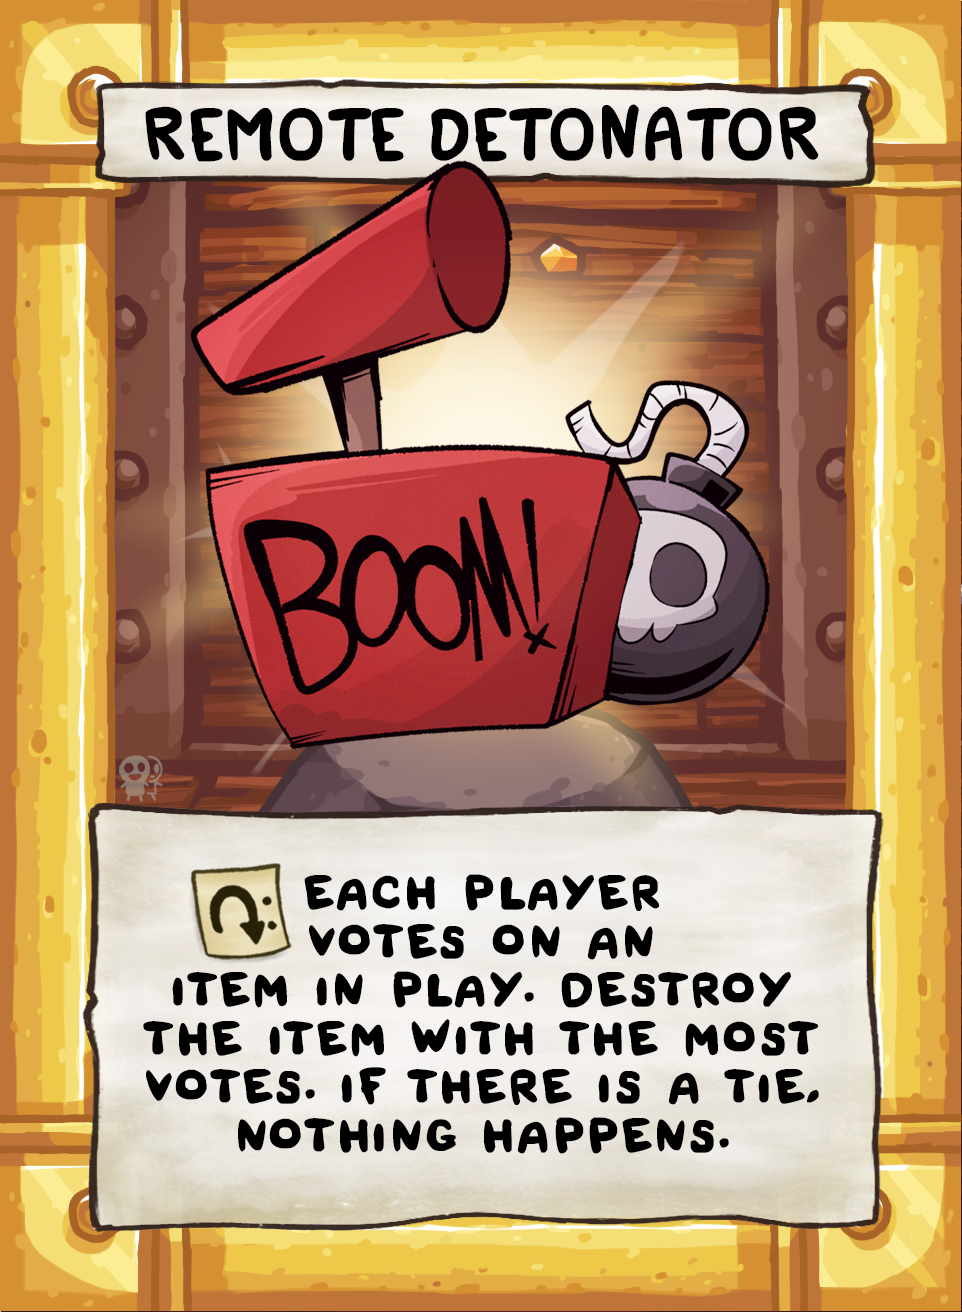 REMOTE DETONATOR
BOOM!
: EACH PLAYER
VOTES ON AN
ITEM IN PLAY. DESTROY
THE ITEM WITH THE MOST
VOTES. IF THERE IS A TIE,
NOTHING HAPPENS.